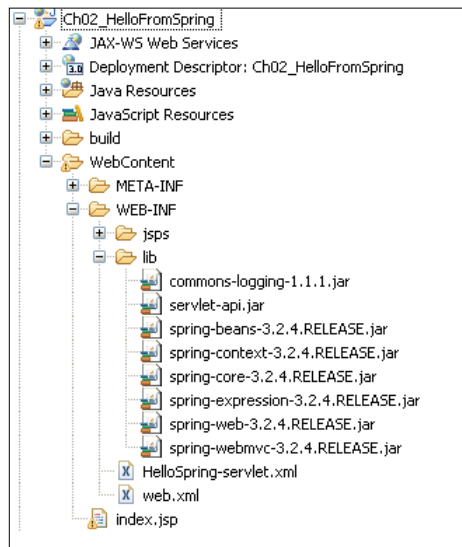 Ch02_HelloFromSpring
JAX-WS Web Services
3.0 Deployment Descriptor: Ch02_HelloFromSpring
Java Resources
JavaScript Resources
build
WebContent
META-INF
WEB-INF
jsps
lib
commons-logging-1.1.1.jar
servlet-api.jar
spring-beans-3.2.4.RELEASE.jar
spring-context-3.2.4.RELEASE.jar
spring-core-3.2.4.RELEASE.jar
spring-expression-3.2.4.RELEASE.jar
spring-web-3.2.4.RELEASE.jar
spring-webmvc-3.2.4.RELEASE.jar
X HelloSpring-servlet.xml
X web.xml
index.jsp